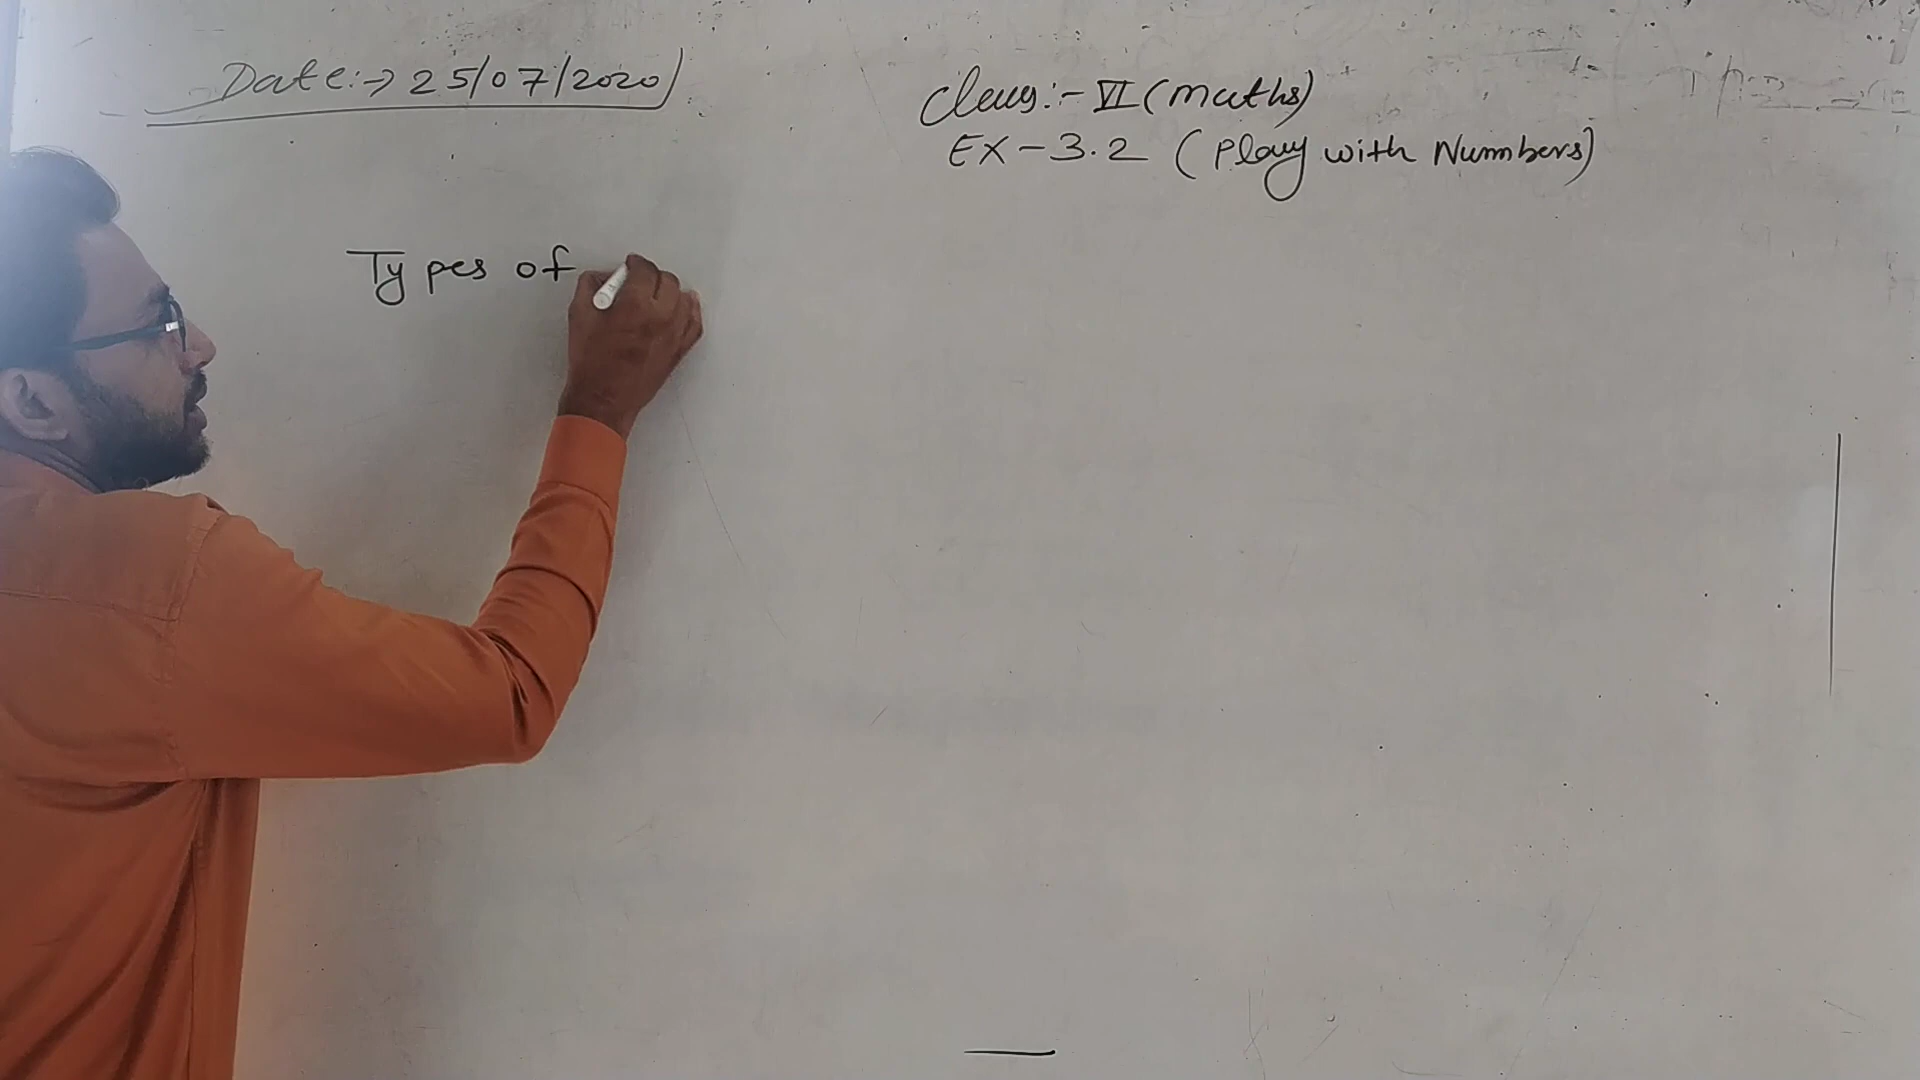 Date:→ 25/07/2020
Class:- VI (Maths)
EX-3.2 (Play with Numbers)
Types of